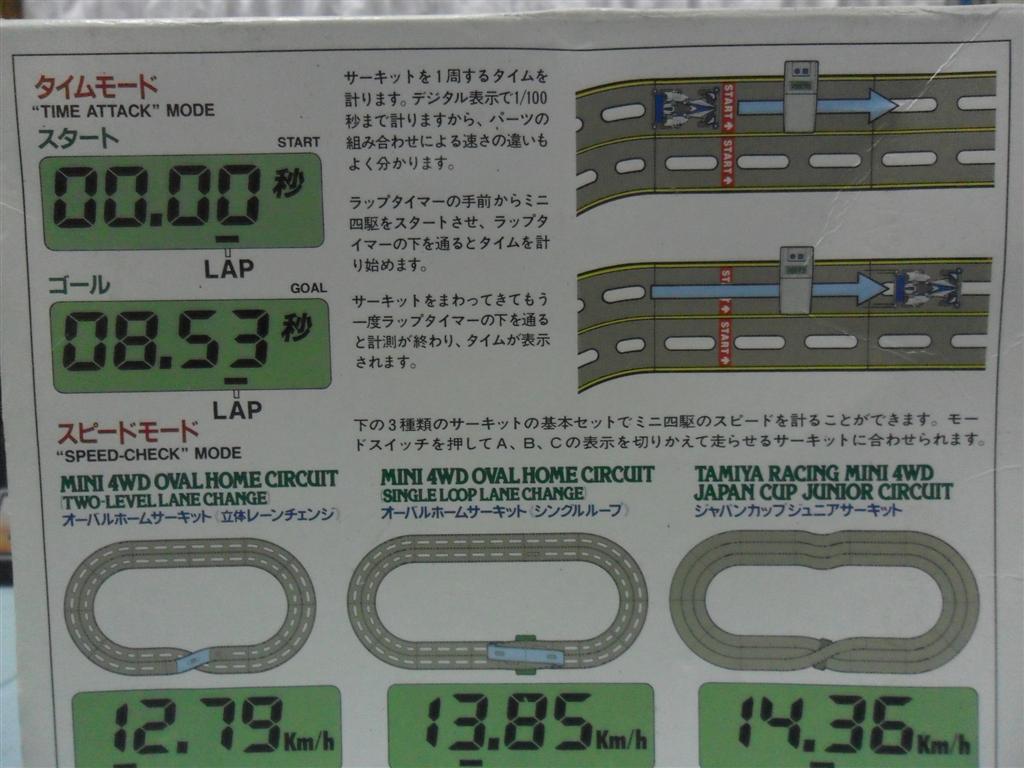 タイムモード
"TIME ATTACK" MODE
スタート
START
00.00秒
LAP
ゴール
GOAL
08.53秒
LAP
サーキットを1周するタイムを
計ります。デジタル表示で1/100
秒まで計りますから、パーツの
組み合わせによる速さの違いも
よく分かります。
ラップタイマーの手前からミニ
四駆をスタートさせ、ラップタ
イマーの下を通るとタイムを計
り始めます。
サーキットをまわってきてもう
一度ラップタイマーの下を通る
と計測が終わり、タイムが表示
されます。
START
START
START
スピードモード
"SPEED-CHECK" MODE
下の3種類のサーキットの基本セットでミニ四駆のスピードを計ることができます。モー
ドスイッチを押してA、B、Cの表示を切りかえて走らせるサーキットに合わせられます。
MINI 4WD OVAL HOME CIRCUIT
(TWO-LEVEL LANE CHANGE)
オーバルホームサーキット(立体レーンチェンジ)
12.79Km/h
MINI 4WD OVAL HOME CIRCUIT
(SINGLE LOOP LANE CHANGE)
オーバルホームサーキット(シングルループ)
13.85Km/h
TAMIYA RACING MINI 4WD
JAPAN CUP JUNIOR CIRCUIT
ジャパンカップジュニアサーキット
14.36Km/h